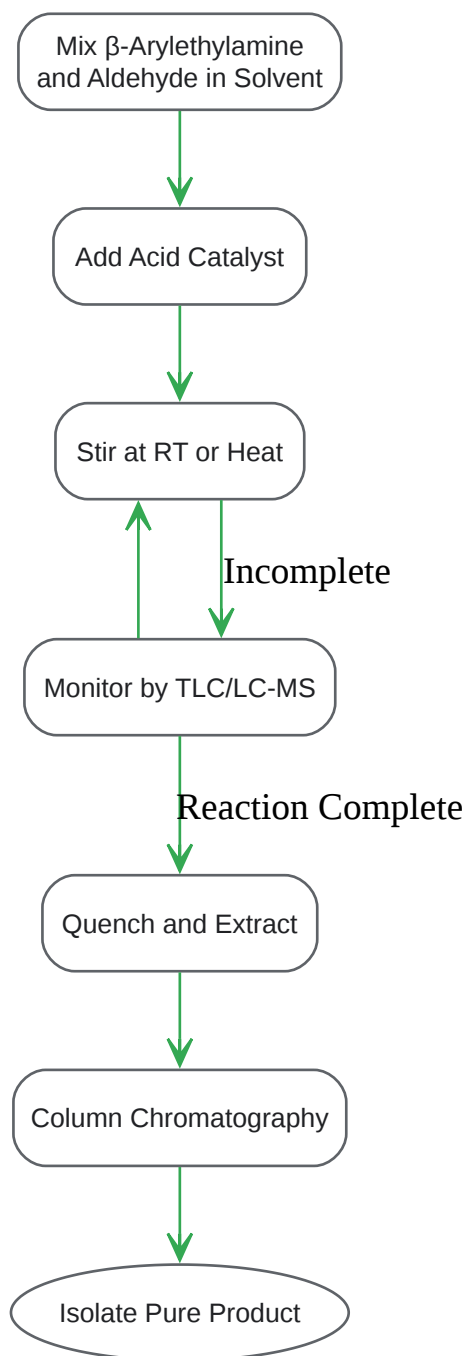 Mix β-Arylethylamine
and Aldehyde in Solvent
Add Acid Catalyst
Stir at RT or Heat
Incomplete
Monitor by TLC/LC-MS
Reaction Complete
Quench and Extract
Column Chromatography
Isolate Pure Product